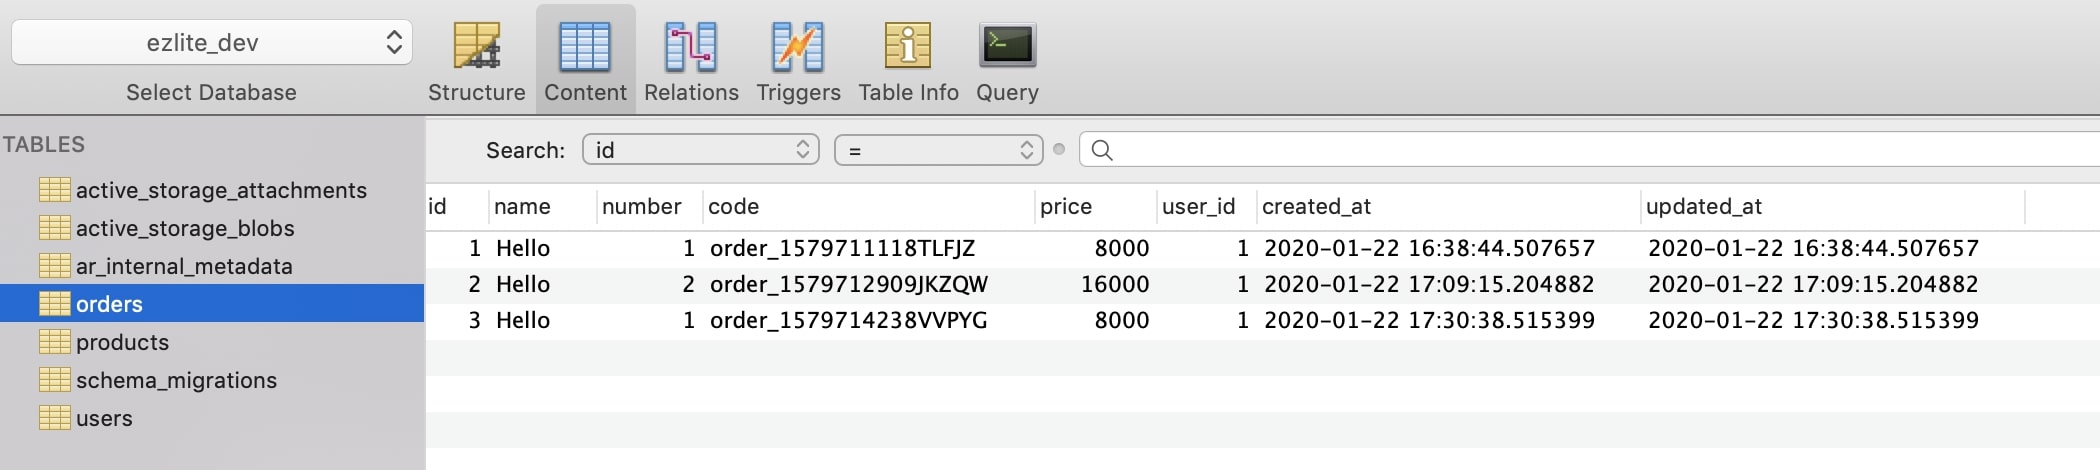 ezlite_dev
Select Database
Structure Content Relations Triggers Table Info Query
TABLES
active_storage_attachments
active_storage_blobs
ar_internal_metadata
orders
products
schema_migrations
users
Search: id =
id name number code price user_id created_at updated_at
1 Hello 1 order_1579711118TLFJZ 8000 1 2020-01-22 16:38:44.507657 2020-01-22 16:38:44.507657
2 Hello 2 order_1579712909JKZQW 16000 1 2020-01-22 17:09:15.204882 2020-01-22 17:09:15.204882
3 Hello 1 order_1579714238VVPYG 8000 1 2020-01-22 17:30:38.515399 2020-01-22 17:30:38.515399